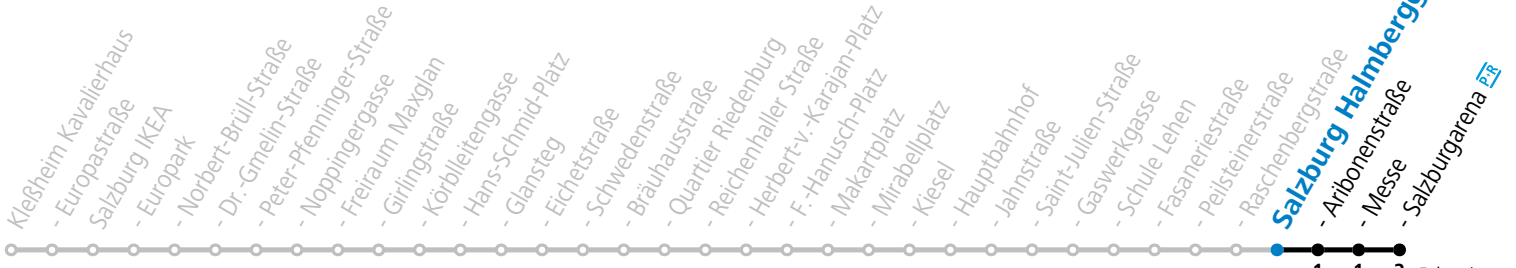 Kleßheim Kavalierhaus
- Europastraße
Salzburg IKEA
- Europark
- Norbert-Brüll-Straße
- Dr.-Gmelin-Straße
- Peter-Pfenninger-Straße
- Noppingergasse
- Freiraum Maxglan
- Girlingstraße
- Körbleitengasse
- Hans-Schmid-Platz
- Glansteg
- Eichetstraße
- Schwedenstraße
- Bräuhausstraße
- Quartier Riedenburg
- Reichenhaller Straße
- Herbert-v.-Karajan-Platz
- F.-Hanusch-Platz
- Makartplatz
- Mirabellplatz
- Kiesel
- Hauptbahnhof
- Jahnstraße
- Saint-Julien-Straße
- Gaswerkgasse
- Schule Lehen
- Fasaneriestraße
- Peilsteinerstraße
- Raschenbergstraße
Salzburg Halmbergg
- Aribonenstraße
- Messe
- Salzburgarena P+R